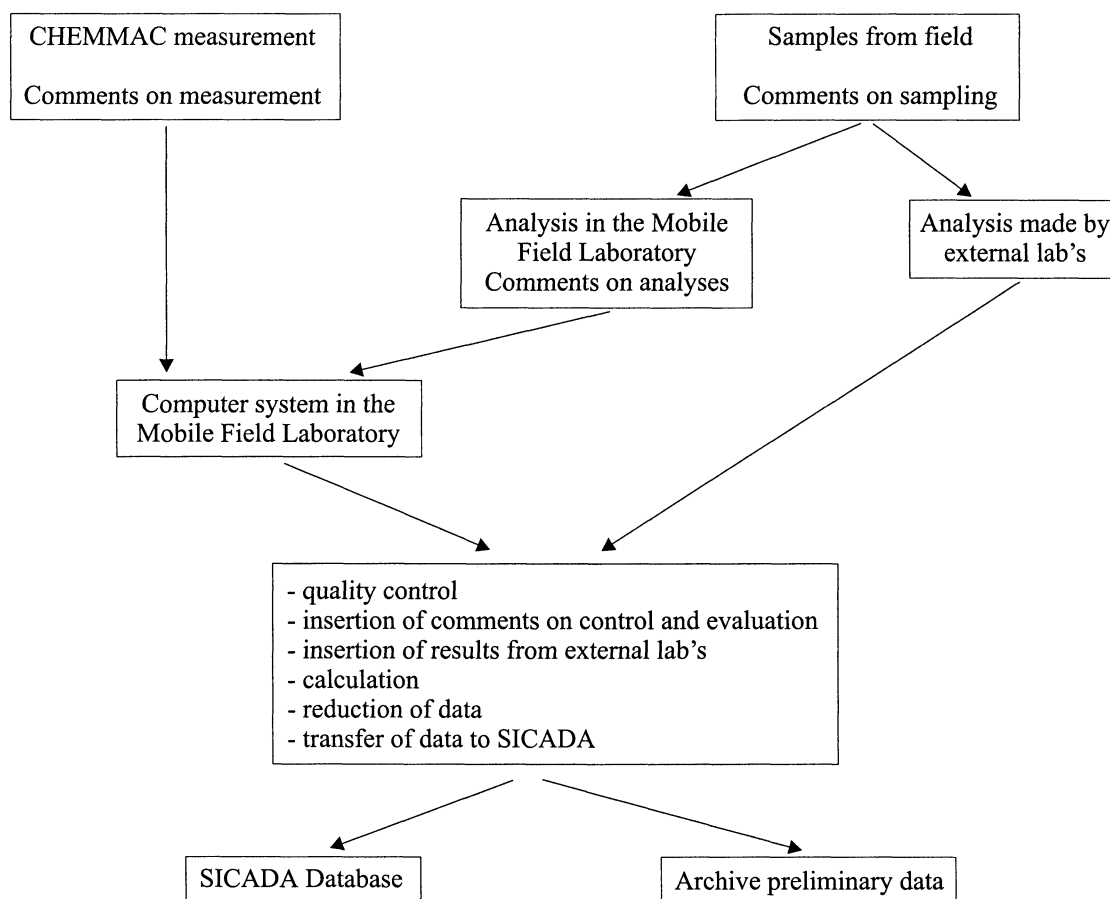 CHEMMAC measurement
Comments on measurement
Samples from field
Comments on sampling
Analysis in the Mobile
Field Laboratory
Comments on analyses
Analysis made by
external lab's
Computer system in the
Mobile Field Laboratory
- quality control
- insertion of comments on control and evaluation
- insertion of results from external lab's
- calculation
- reduction of data
- transfer of data to SICADA
SICADA Database
Archive preliminary data